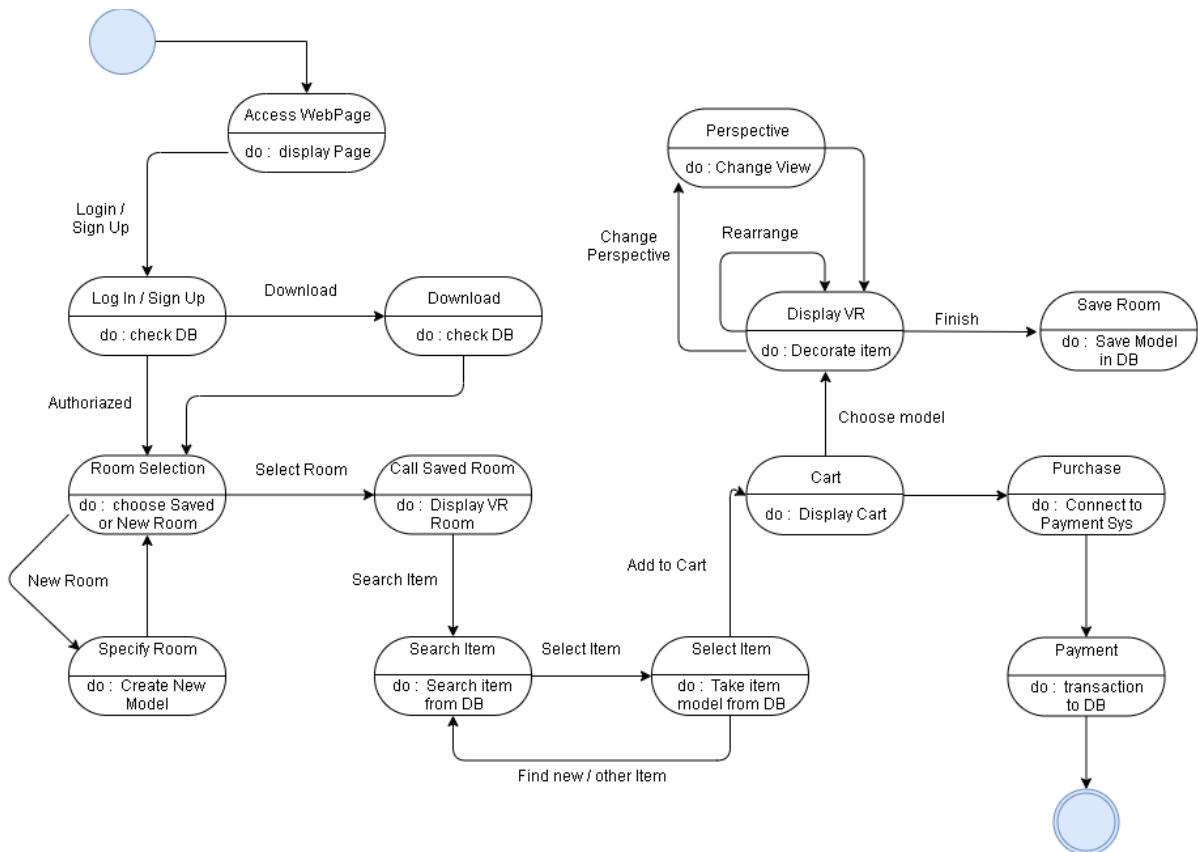 Access WebPage
do : display Page
Login /
Sign Up
Log In / Sign Up
do : check DB
Download
Download
do : check DB
Authoriazed
Room Selection
do : choose Saved
or New Room
Select Room
Call Saved Room
do : Display VR
Room
New Room
Specify Room
do : Create New
Model
Search Item
Search Item
do : Search item
from DB
Select Item
Select Item
do : Take item
model from DB
Find new / other Item
Add to Cart
Cart
do : Display Cart
Choose model
Display VR
do : Decorate item
Rearrange
Change
Perspective
Perspective
do : Change View
Finish
Save Room
do : Save Model
in DB
Purchase
do : Connect to
Payment Sys
Payment
do : transaction
to DB